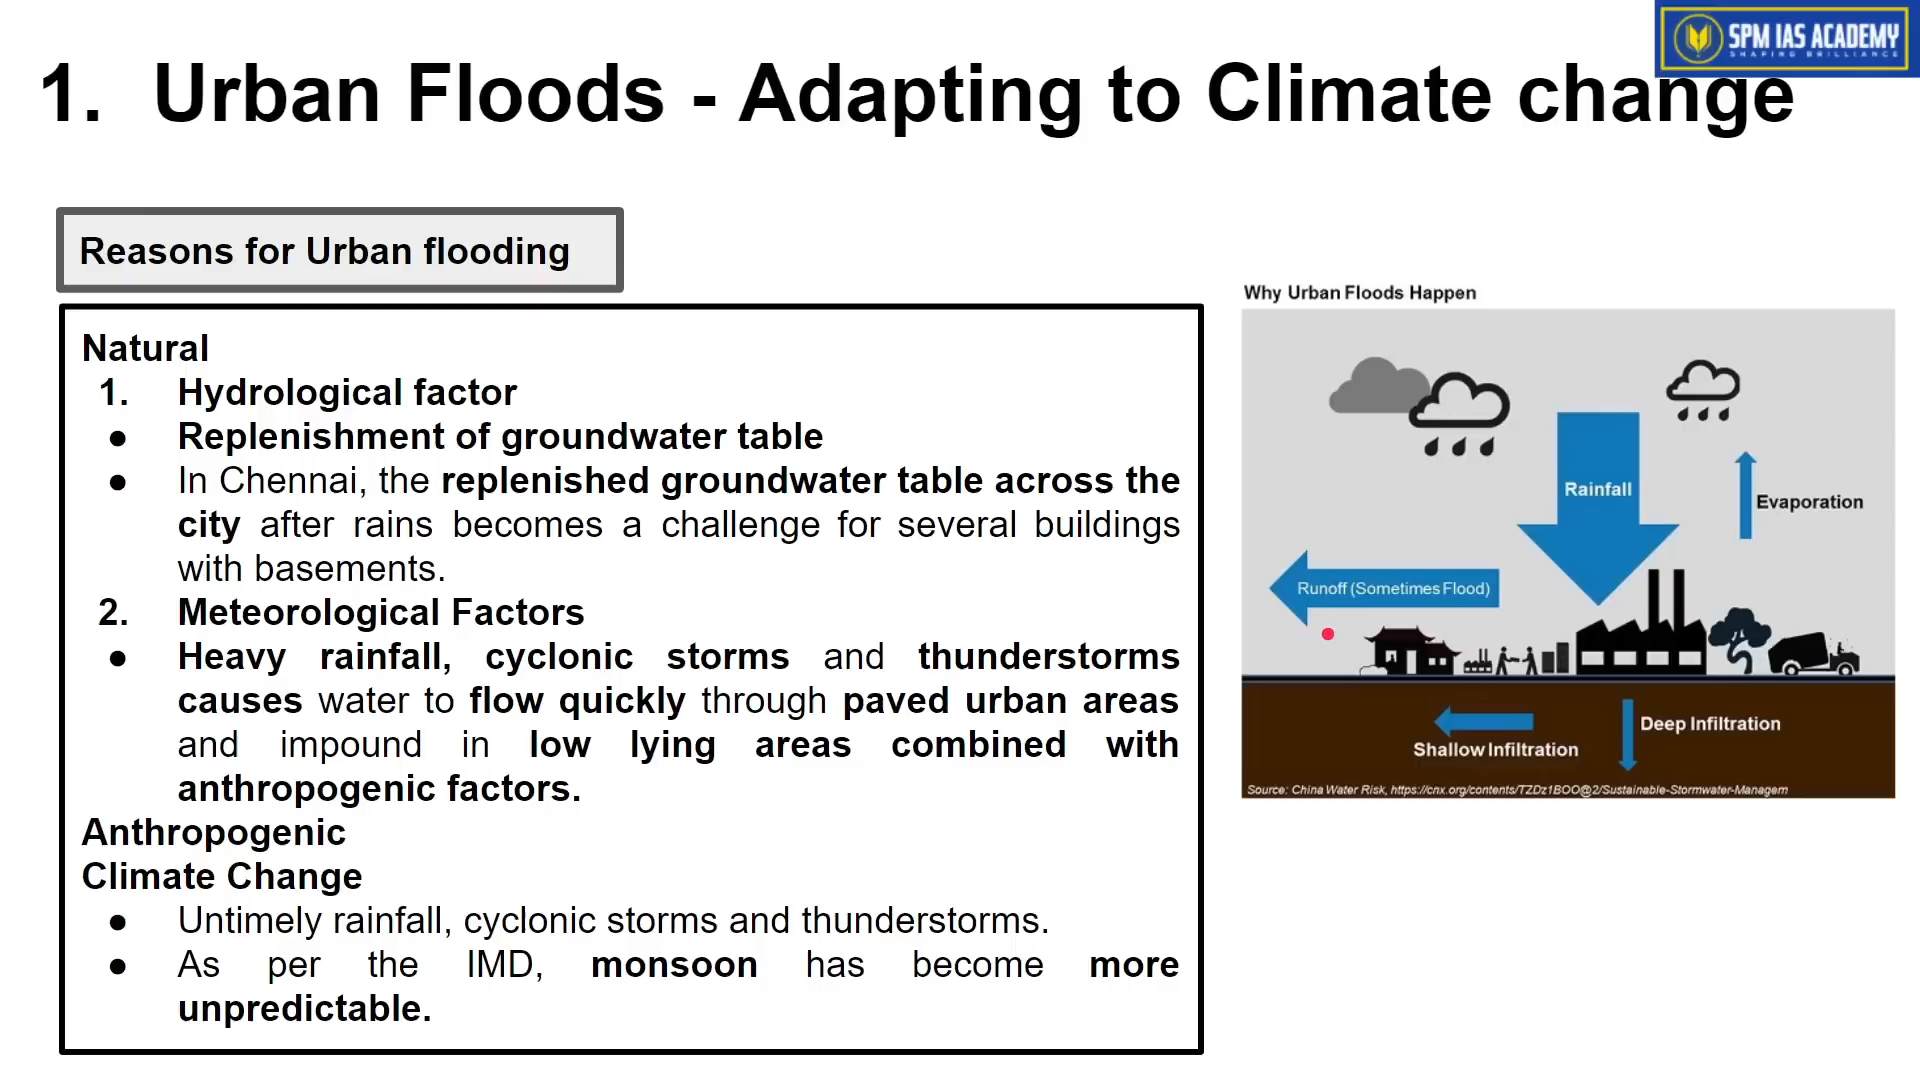 SPM IAS ACADEMY
SHAPING BRILLIANCE
1. Urban Floods - Adapting to Climate change
Reasons for Urban flooding
Natural
1. Hydrological factor
● Replenishment of groundwater table
● In Chennai, the replenished groundwater table across the
city after rains becomes a challenge for several buildings
with basements.
2. Meteorological Factors
● Heavy rainfall, cyclonic storms and thunderstorms
causes water to flow quickly through paved urban areas
and impound in low lying areas combined with
anthropogenic factors.
Anthropogenic
Climate Change
● Untimely rainfall, cyclonic storms and thunderstorms.
● As per the IMD, monsoon has become more
unpredictable.
Why Urban Floods Happen
Rainfall
Evaporation
Runoff (Sometimes Flood)
Deep Infiltration
Shallow Infiltration
Source: China Water Risk, https://cnx.org/contents/TZDz1BOO@2/Sustainable-Stormwater-Managem